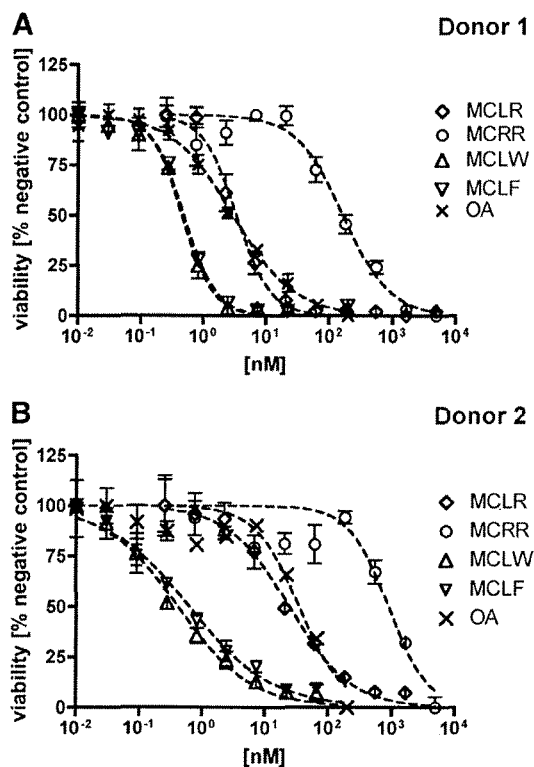 A
Donor 1
viability [% negative control]
125
100
75
50
25
0
10-2
10-1
100
101
102
103
104
[nM]
MCLR
MCRR
MCLW
MCLF
OA
B
Donor 2
viability [% negative control]
125
100
75
50
25
0
10-2
10-1
100
101
102
103
104
[nM]
MCLR
MCRR
MCLW
MCLF
OA